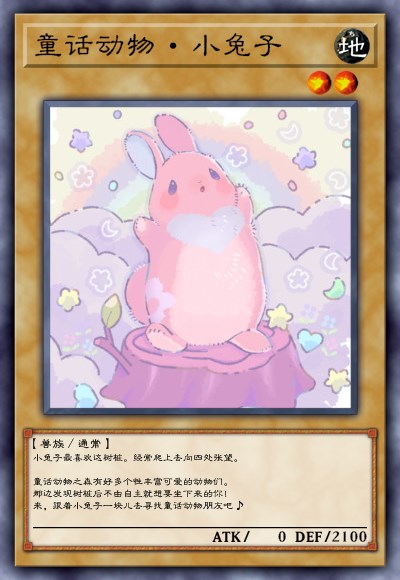 童话动物·小兔子
地
【兽族／通常】
小兔子最喜欢这树桩。经常爬上去向四处张望。
童话动物之森有好多个性丰富可爱的动物们。
那边发现树桩后不由自主就想要坐下来的你！
来，跟着小兔子一块儿去寻找童话动物朋友吧♪
ATK/ 0 DEF/2100